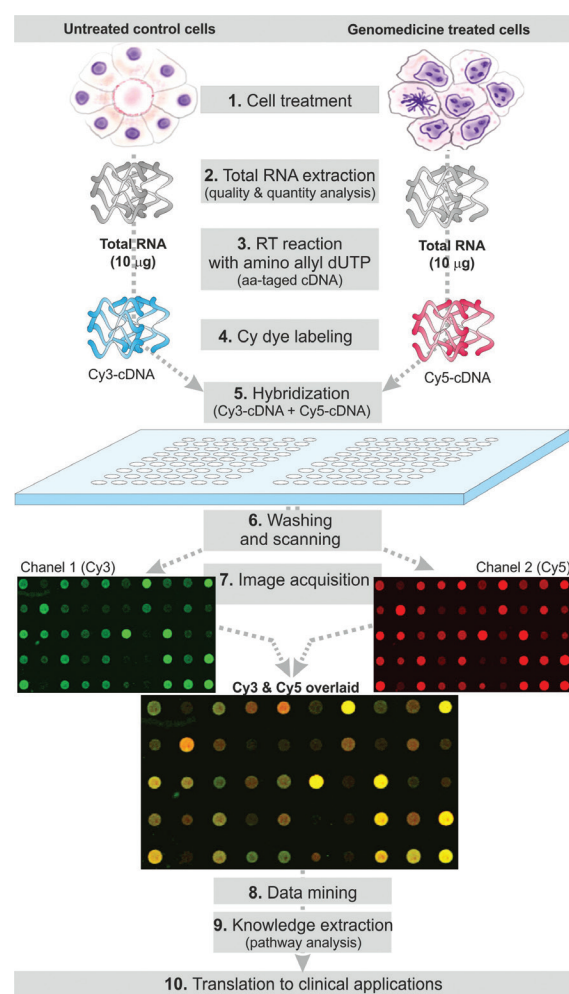 Untreated control cells
Genomedicine treated cells
1. Cell treatment
2. Total RNA extraction
(quality & quantity analysis)
Total RNA
(10 µg)
3. RT reaction
with amino allyl dUTP
(aa-taged cDNA)
Total RNA
(10 µg)
4. Cy dye labeling
Cy3-cDNA
Cy5-cDNA
5. Hybridization
(Cy3-cDNA + Cy5-cDNA)
6. Washing
and scanning
Chanel 1 (Cy3)
Chanel 2 (Cy5)
7. Image acquisition
Cy3 & Cy5 overlaid
8. Data mining
9. Knowledge extraction
(pathway analysis)
10. Translation to clinical applications